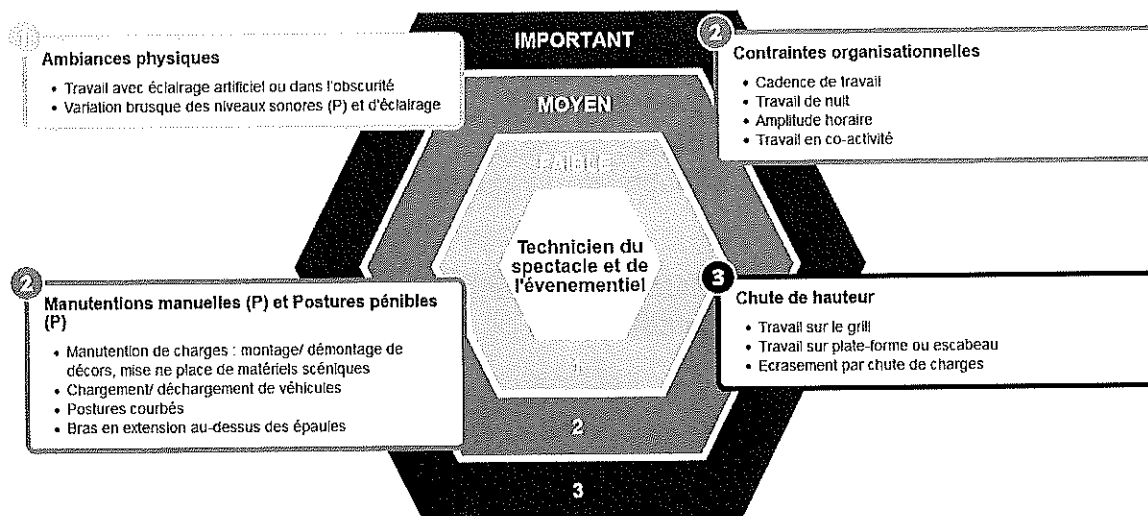 IMPORTANT
MOYEN
FAIBLE
Technicien du
spectacle et de
l'évenementiel
1
2
3
1
Ambiances physiques
• Travail avec éclairage artificiel ou dans l'obscurité
• Variation brusque des niveaux sonores (P) et d'éclairage
2
Contraintes organisationnelles
• Cadence de travail
• Travail de nuit
• Amplitude horaire
• Travail en co-activité
2
Manutentions manuelles (P) et Postures pénibles
(P)
• Manutention de charges : montage/ démontage de
décors, mise ne place de matériels scéniques
• Chargement/ déchargement de véhicules
• Postures courbés
• Bras en extension au-dessus des épaules
3
Chute de hauteur
• Travail sur le grill
• Travail sur plate-forme ou escabeau
• Ecrasement par chute de charges